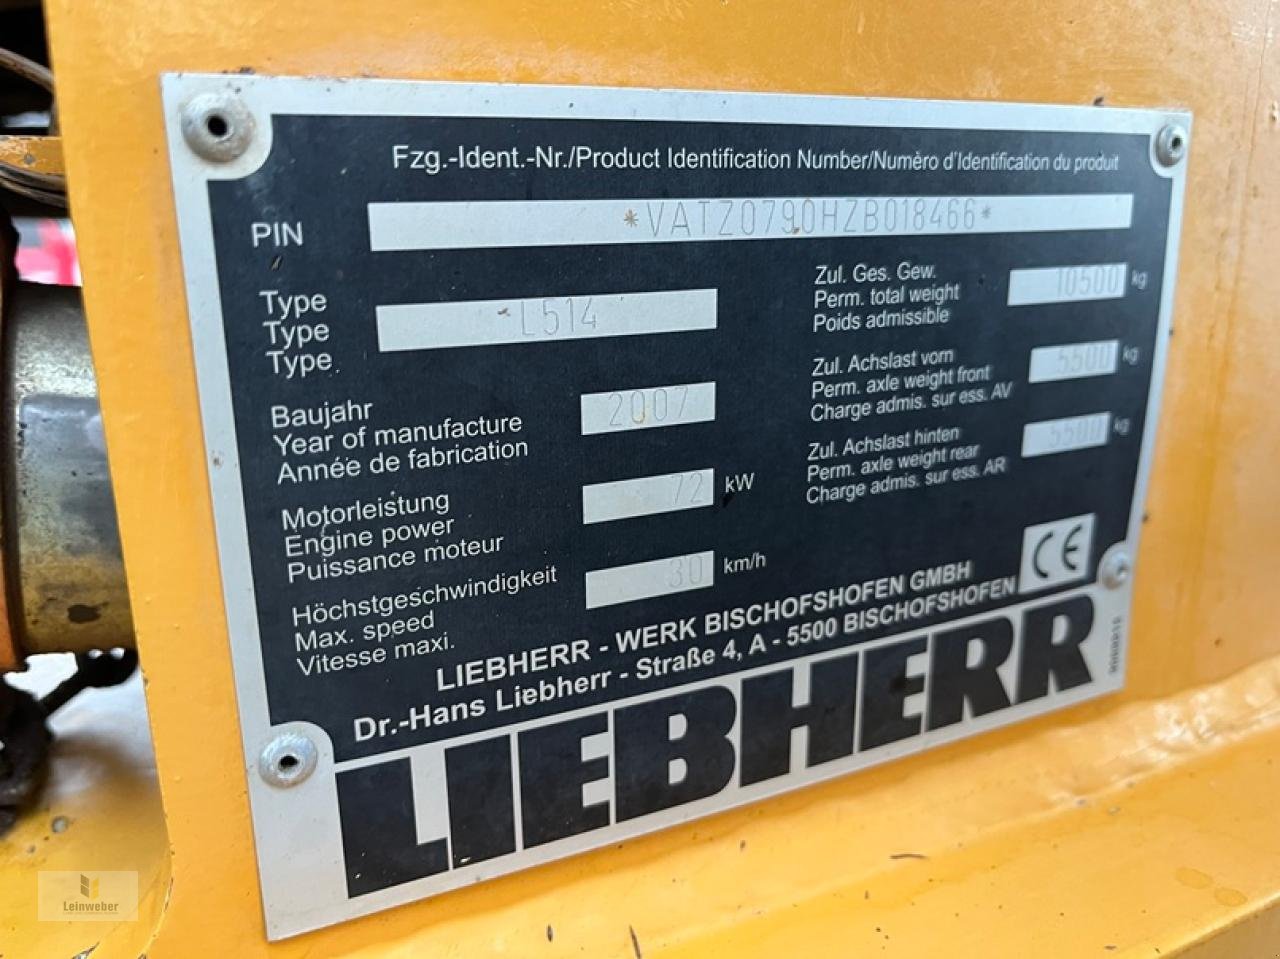 Fzg.-Ident.-Nr./Product Identification Number/Numèro d'Identification du produit
PIN *VATZ0790HZB018466*
Type
Type L514
Type
Baujahr
Year of manufacture 2007
Année de fabrication
Motorleistung
Engine power 72 kW
Puissance moteur
Höchstgeschwindigkeit
Max. speed 30 km/h
Vitesse maxi.
Zul. Ges. Gew.
Perm. total weight 10500 kg
Poids admissible
Zul. Achslast vorn
Perm. axle weight front 5500 kg
Charge admis. sur ess. AV
Zul. Achslast hinten
Perm. axle weight rear 5500 kg
Charge admis. sur ess. AR
CE
LIEBHERR - WERK BISCHOFSHOFEN GMBH
Dr.-Hans Liebherr - Straße 4, A - 5500 BISCHOFSHOFEN
LIEBHERR
Leinweber